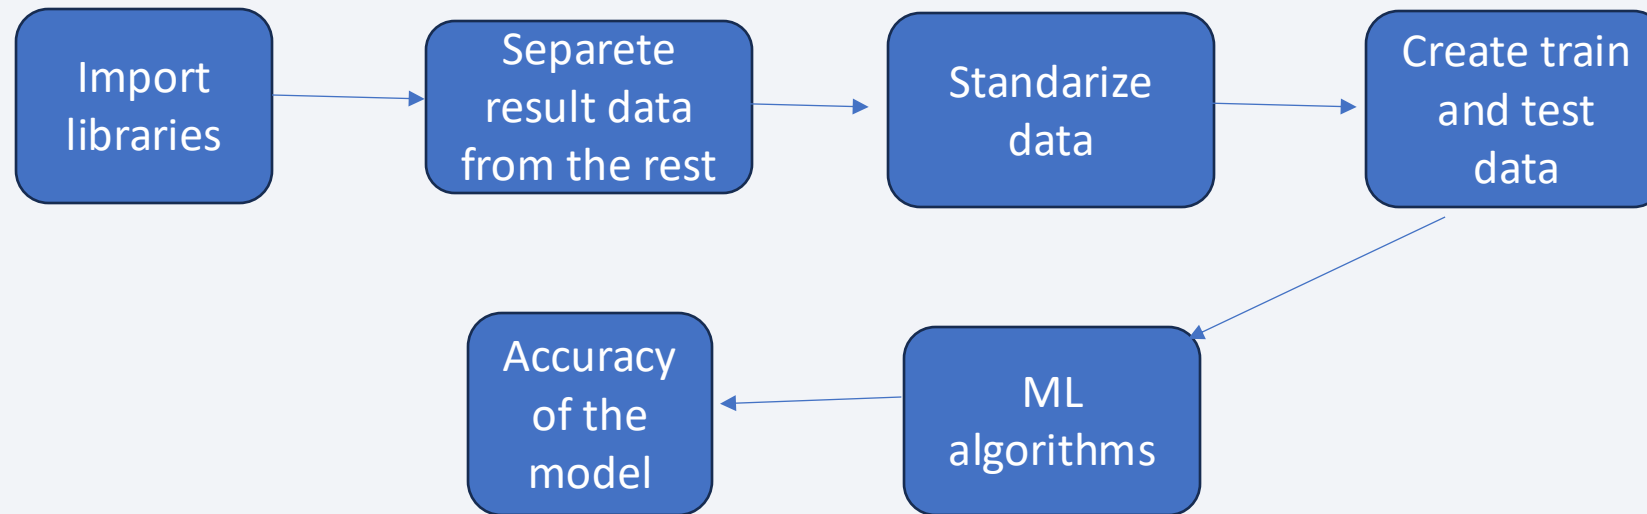 Import
libraries
Separete
result data
from the rest
Standarize
data
Create train
and test
data
ML
algorithms
Accuracy
of the
model